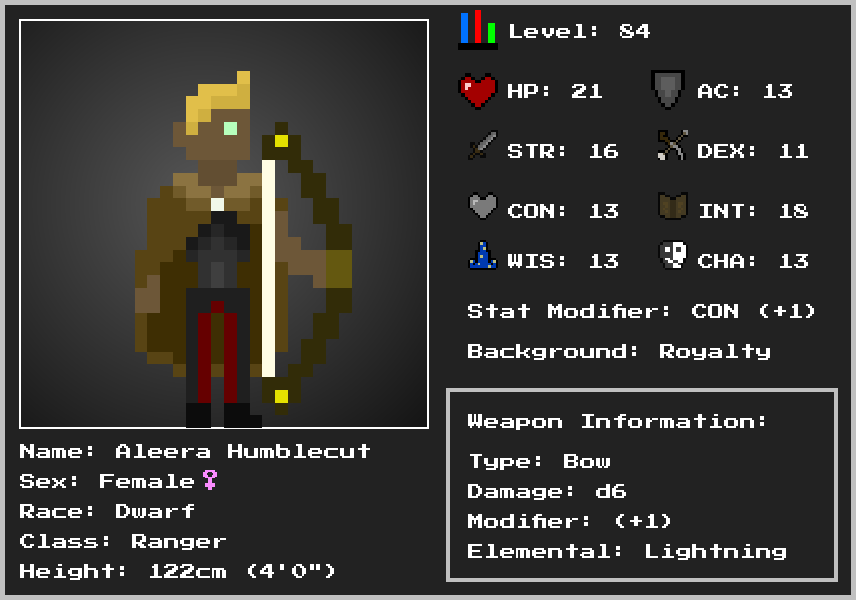 Level: 84
HP: 21
AC: 13
STR: 16
DEX: 11
CON: 13
INT: 18
WIS: 13
CHA: 13
Stat Modifier: CON (+1)
Background: Royalty
Name: Aleera Humblecut
Sex: Female♀
Race: Dwarf
Class: Ranger
Height: 122cm (4'0")
Weapon Information:
Type: Bow
Damage: d6
Modifier: (+1)
Elemental: Lightning